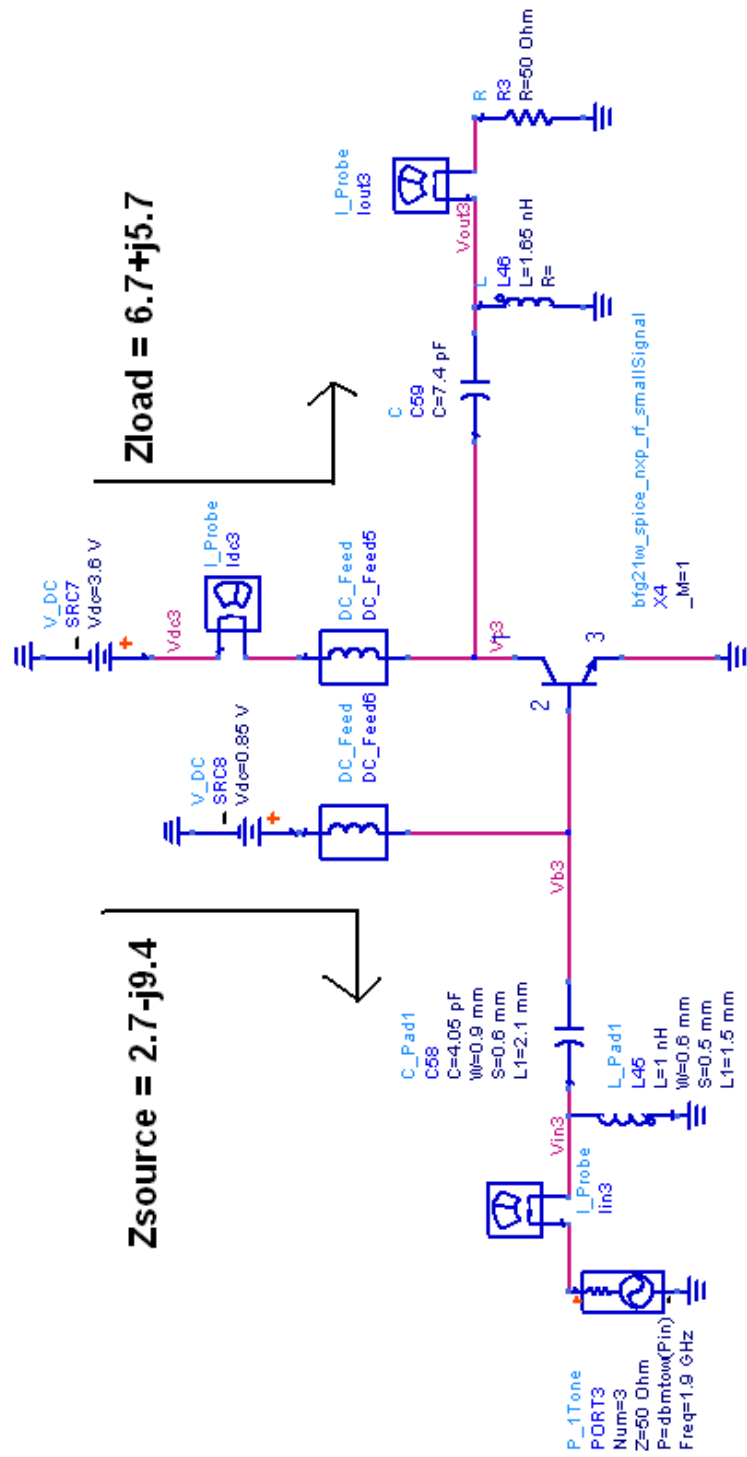 Zsource = 2.7-j9.4
Zload = 6.7+j5.7
V_DC
SRC7
Vdc=3.6 V
Vdc3
I_Probe
Idc3
DC_Feed
DC_Feed5
V_DC
SRC8
Vdc=0.85 V
DC_Feed
DC_Feed6
P_1Tone
PORT3
Num=3
Z=50 Ohm
P=dbmtow(Pin)
Freq=1.9 GHz
I_Probe
Iin3
Vin3
C_Pad1
C58
C=4.05 pF
W=0.9 mm
S=0.6 mm
L1=2.1 mm
L_Pad1
L45
L=1 nH
W=0.6 mm
S=0.5 mm
L1=1.5 mm
Vb3
2
1
3
bfg21w_spice_nxp_rf_smallSignal
X4
_M=1
C
C59
C=7.4 pF
I_Probe
Iout3
Vout3
L
L46
L=1.65 nH
R=
R
R3
R=50 Ohm